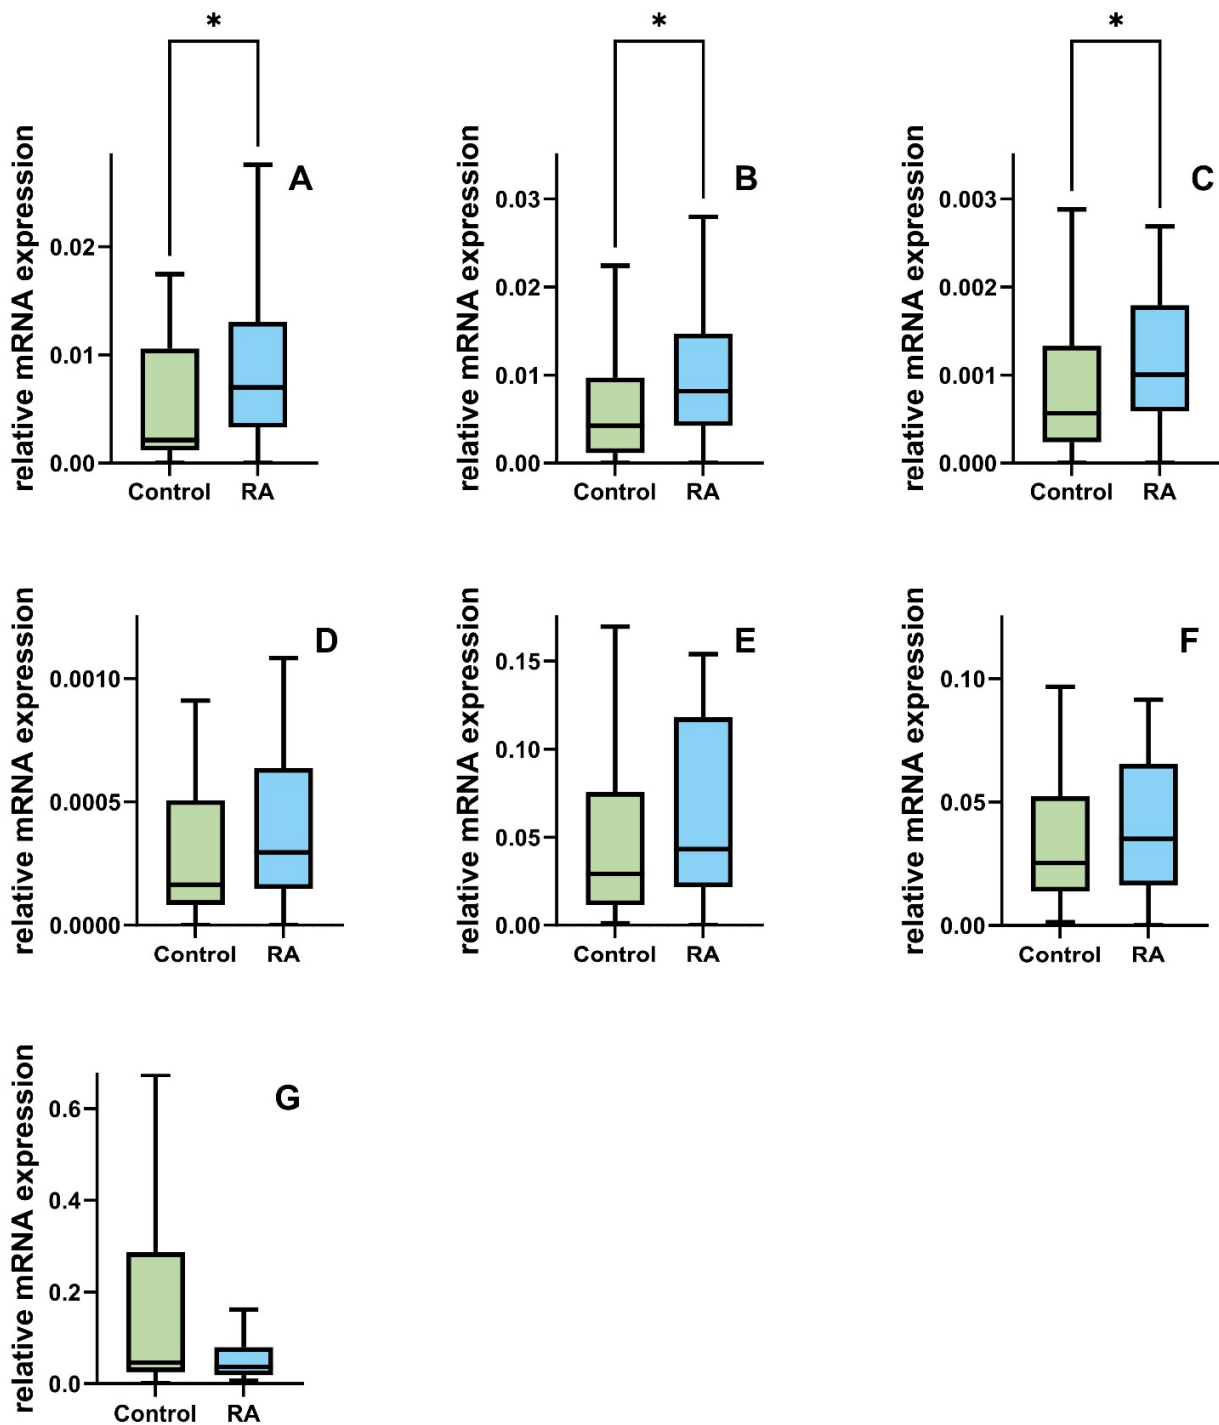 *
*
*
relative mRNA expression
A
0.02
0.01
0.00
Control RA
relative mRNA expression
B
0.03
0.02
0.01
0.00
Control RA
relative mRNA expression
C
0.003
0.002
0.001
0.000
Control RA
relative mRNA expression
D
0.0010
0.0005
0.0000
Control RA
relative mRNA expression
E
0.15
0.10
0.05
0.00
Control RA
relative mRNA expression
F
0.10
0.05
0.00
Control RA
relative mRNA expression
G
0.6
0.4
0.2
0.0
Control RA